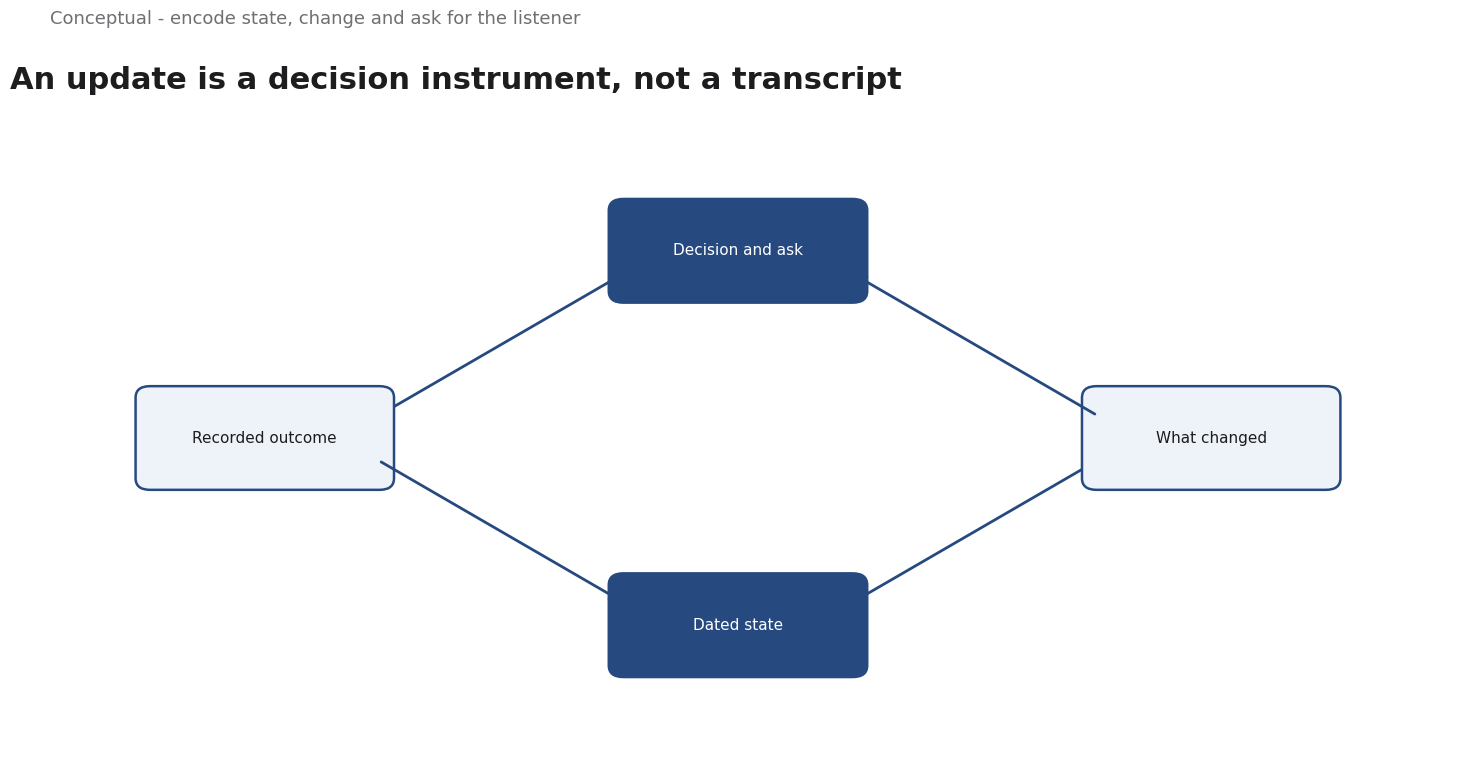 Conceptual - encode state, change and ask for the listener
An update is a decision instrument, not a transcript
Decision and ask
Recorded outcome
What changed
Dated state